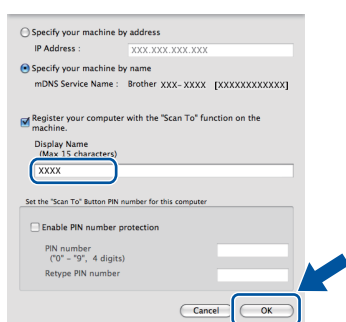 Specify your machine by address
IP Address : XXX.XXX.XXX.XXX
Specify your machine by name
mDNS Service Name : Brother XXX-XXXX [XXXXXXXXXXXX]
Register your computer with the "Scan To" function on the
machine.
Display Name
(Max 15 characters)
XXXX
Set the "Scan To" Button PIN number for this computer
Enable PIN number protection
PIN number
("0" – "9", 4 digits)
Retype PIN number
Cancel OK